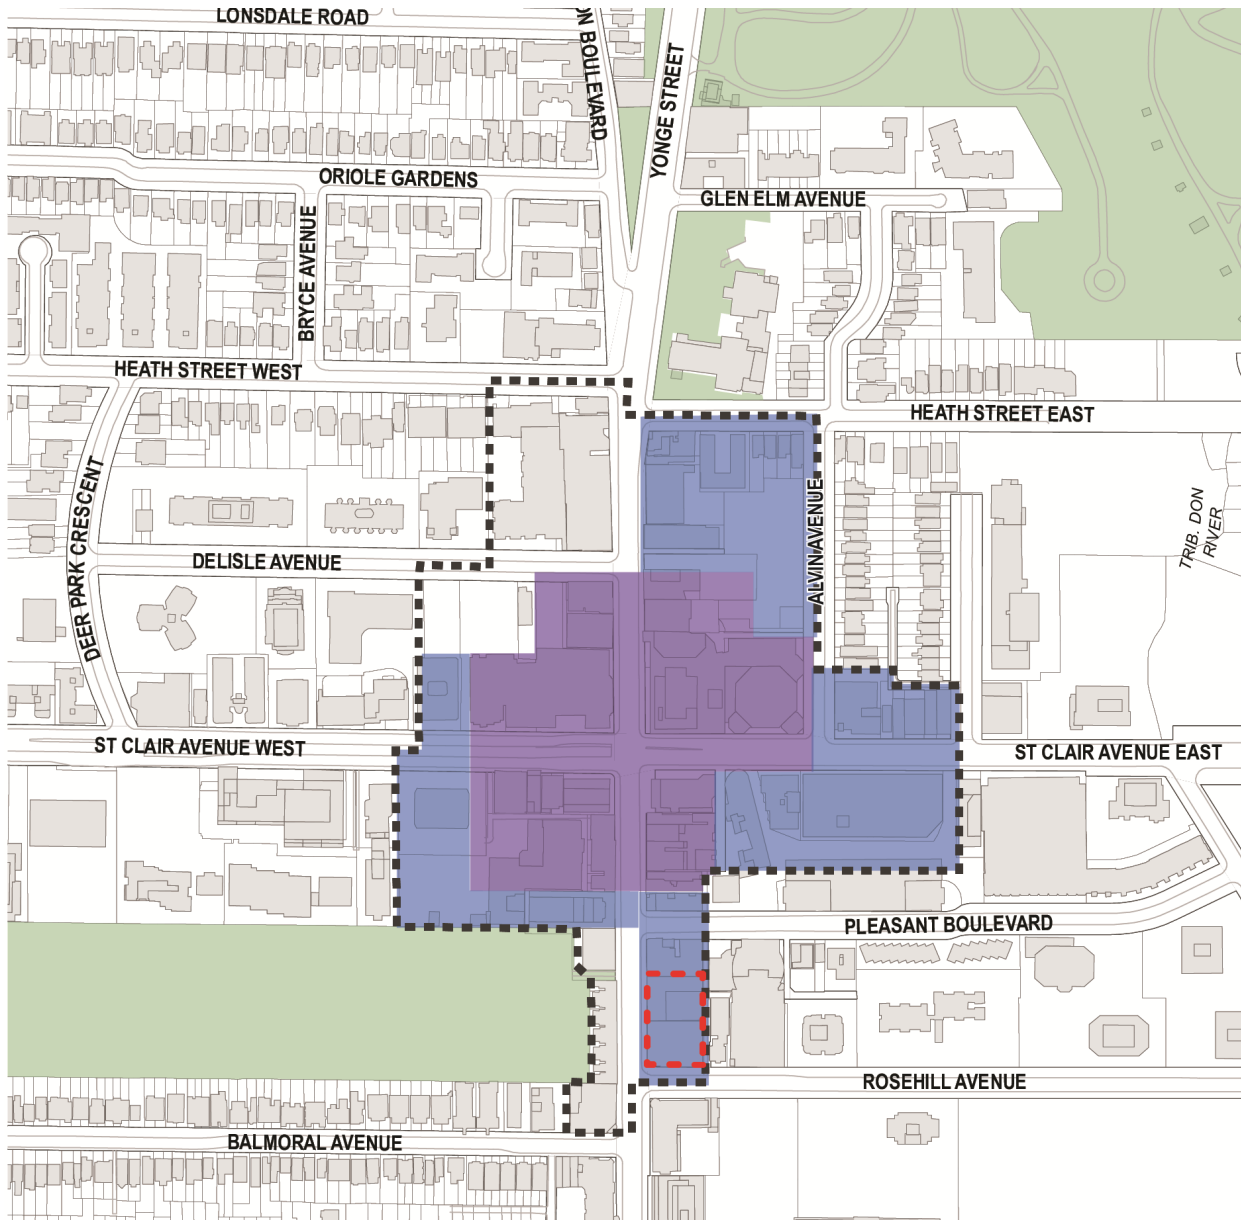 LONSDALE ROAD
ON BOULEVARD
YONGE STREET
ORIOLE GARDENS
GLEN ELM AVENUE
BRYCE AVENUE
HEATH STREET WEST
HEATH STREET EAST
DEER PARK CRESCENT
ALVIN AVENUE
TRIB. DON
RIVER
DELISLE AVENUE
ST CLAIR AVENUE WEST
ST CLAIR AVENUE EAST
PLEASANT BOULEVARD
ROSEHILL AVENUE
BALMORAL AVENUE